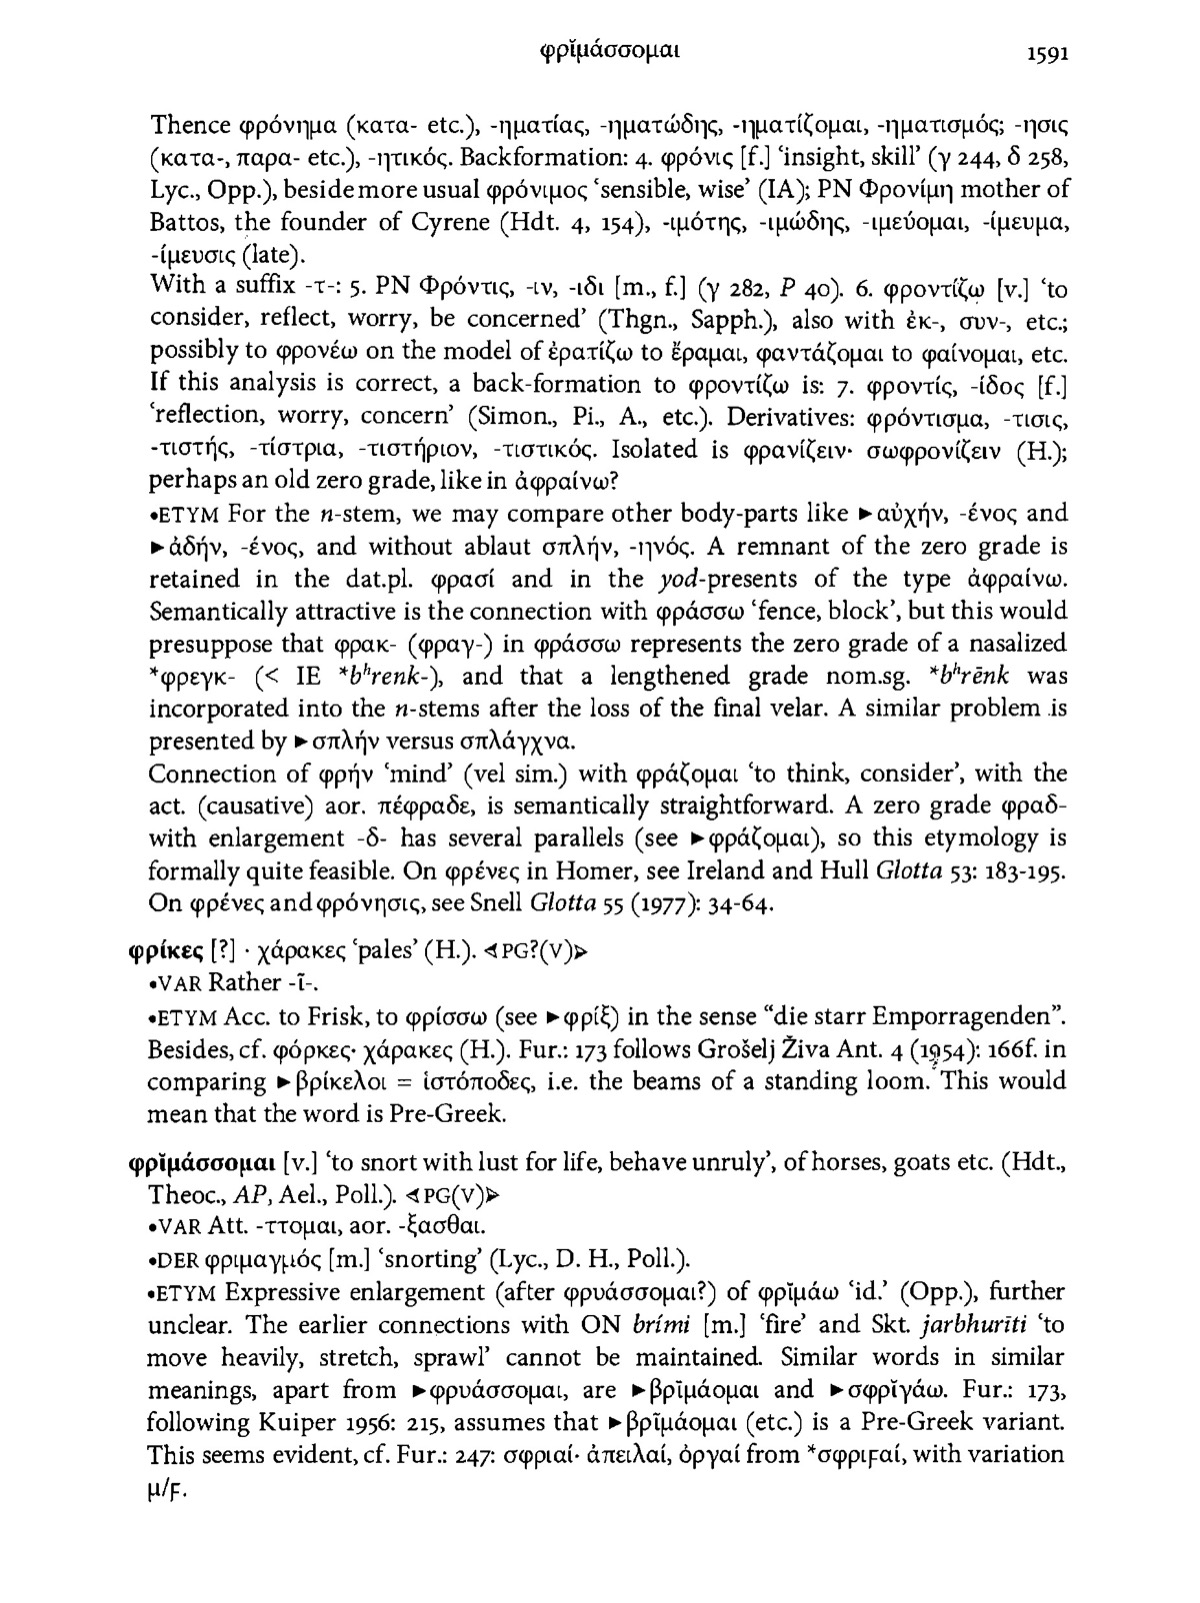 φρῐμάσσομαι 1591
Thence φρόνημα (κατα- etc.), -ηματίας, -ηματώδης, -ηματίζομαι, -ηματισμός; -ησις
(κατα-, παρα- etc.), -ητικός. Backformation: 4. φρόνις [f.] ‘insight, skill’ (γ 244, δ 258,
Lyc., Opp.), beside more usual φρόνιμος ‘sensible, wise’ (IA); PN Φρονίμη mother of
Battos, the founder of Cyrene (Hdt. 4, 154), -ιμότης, -ιμώδης, -ιμεύομαι, -ίμευμα,
-ίμευσις (late).
With a suffix -τ-: 5. PN Φρόντις, -ιν, -ιδι [m., f.] (γ 282, P 40). 6. φροντίζω [v.] ‘to
consider, reflect, worry, be concerned’ (Thgn., Sapph.), also with ἐκ-, συν-, etc.;
possibly to φρονέω on the model of ἐρατίζω to ἔραμαι, φαντάζομαι to φαίνομαι, etc.
If this analysis is correct, a back-formation to φροντίζω is: 7. φροντίς, -ίδος [f.]
‘reflection, worry, concern’ (Simon., Pi., A., etc.). Derivatives: φρόντισμα, -τισις,
-τιστής, -τίστρια, -τιστήριον, -τιστικός. Isolated is φρανίζειν· σωφρονίζειν (H.);
perhaps an old zero grade, like in ἀφραίνω?
•ETYM For the n-stem, we may compare other body-parts like ►αὐχήν, -ένος and
►ἀδήν, -ένος, and without ablaut σπλήν, -ηνός. A remnant of the zero grade is
retained in the dat.pl. φρασί and in the yod-presents of the type ἀφραίνω.
Semantically attractive is the connection with φράσσω ‘fence, block’, but this would
presuppose that φρακ- (φραγ-) in φράσσω represents the zero grade of a nasalized
*φρεγκ- (< IE *bʰrenk-), and that a lengthened grade nom.sg. *bʰrēnk was
incorporated into the n-stems after the loss of the final velar. A similar problem is
presented by ►σπλήν versus σπλάγχνα.
Connection of φρήν ‘mind’ (vel sim.) with φράζομαι ‘to think, consider’, with the
act. (causative) aor. πέφραδε, is semantically straightforward. A zero grade φραδ-
with enlargement -δ- has several parallels (see ►φράζομαι), so this etymology is
formally quite feasible. On φρένες in Homer, see Ireland and Hull Glotta 53: 183-195.
On φρένες and φρόνησις, see Snell Glotta 55 (1977): 34-64.
φρίκες [?] · χάρακες ‘pales’ (H.). ⊲PG?(V)⊳
•VAR Rather -ῑ-.
•ETYM Acc. to Frisk, to φρίσσω (see ►φρίξ) in the sense “die starr Emporragenden”.
Besides, cf. φόρκες· χάρακες (H.). Fur.: 173 follows Grošelj Živa Ant. 4 (1954): 166f. in
comparing ►βρίκελοι = ἱστόποδες, i.e. the beams of a standing loom. This would
mean that the word is Pre-Greek.
φρῐμάσσομαι [v.] ‘to snort with lust for life, behave unruly’, of horses, goats etc. (Hdt.,
Theoc., AP, Ael., Poll.). ⊲PG(V)⊳
•VAR Att. -ττομαι, aor. -ξασθαι.
•DER φριμαγμός [m.] ‘snorting’ (Lyc., D. H., Poll.).
•ETYM Expressive enlargement (after φρυάσσομαι?) of φρῐμάω ‘id.’ (Opp.), further
unclear. The earlier connections with ON brími [m.] ‘fire’ and Skt. jarbhurīti ‘to
move heavily, stretch, sprawl’ cannot be maintained. Similar words in similar
meanings, apart from ►φρυάσσομαι, are ►βρῑμάομαι and ►σφρῐγάω. Fur.: 173,
following Kuiper 1956: 215, assumes that ►βρῑμάομαι (etc.) is a Pre-Greek variant.
This seems evident, cf. Fur.: 247: σφριαί· ἀπειλαί, ὀργαί from *σφριϝαί, with variation
μ/ϝ.